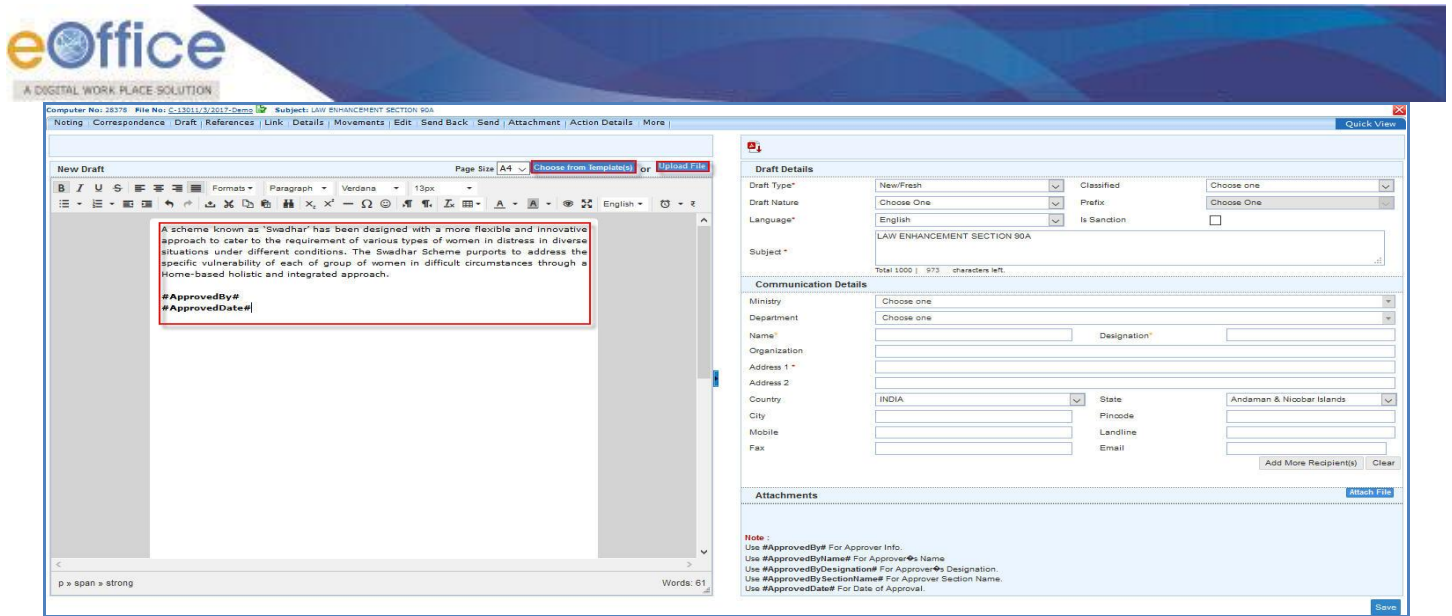 eOffice
A DIGITAL WORK PLACE SOLUTION
Computer No: 28378 File No: C-13011/3/2017-Demo Subject: LAW ENHANCEMENT SECTION 90A
Noting Correspondence Draft References Link Details Movements Edit Send Back Send Attachment Action Details More
Quick View
New Draft Page Size A4 Choose from Template(s) or Upload File
B I U S Formats Paragraph Verdana 13px
English
A scheme known as 'Swadhar' has been designed with a more flexible and innovative
approach to cater to the requirement of various types of women in distress in diverse
situations under different conditions. The Swadhar Scheme purports to address the
specific vulnerability of each of group of women in difficult circumstances through a
Home-based holistic and integrated approach.
#ApprovedBy#
#ApprovedDate#
p » span » strong Words: 61
Draft Details
Draft Type* New/Fresh Classified Choose one
Draft Nature Choose One Prefix Choose One
Language* English Is Sanction
Subject * LAW ENHANCEMENT SECTION 90A
Total 1000 | 973 characters left.
Communication Details
Ministry Choose one
Department Choose one
Name* Designation*
Organization
Address 1 *
Address 2
Country INDIA State Andaman & Nicobar Islands
City Pincode
Mobile Landline
Fax Email
Add More Recipient(s) Clear
Attachments Attach File
Note :
Use #ApprovedBy# For Approver Info.
Use #ApprovedByName# For Approver�s Name
Use #ApprovedByDesignation# For Approver�s Designation.
Use #ApprovedBySectionName# For Approver Section Name.
Use #ApprovedDate# For Date of Approval.
Save